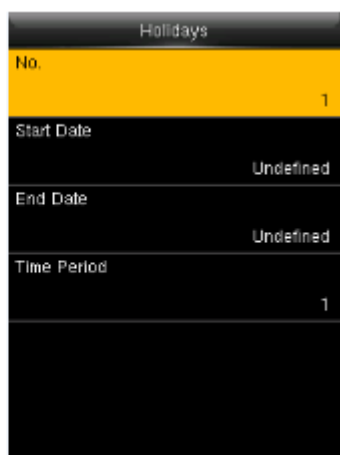 Holidays
No.
1
Start Date
Undefined
End Date
Undefined
Time Period
1